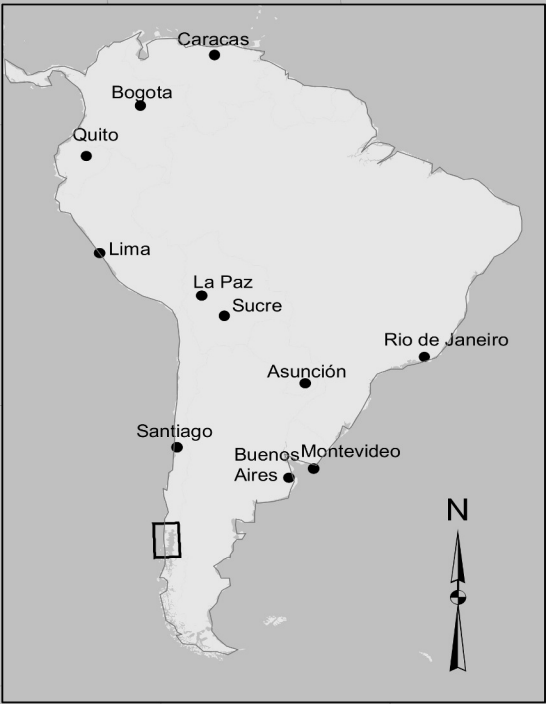 Caracas
Bogota
Quito
Lima
La Paz
Sucre
Rio de Janeiro
Asunción
Santiago
Buenos
Aires
Montevideo
N